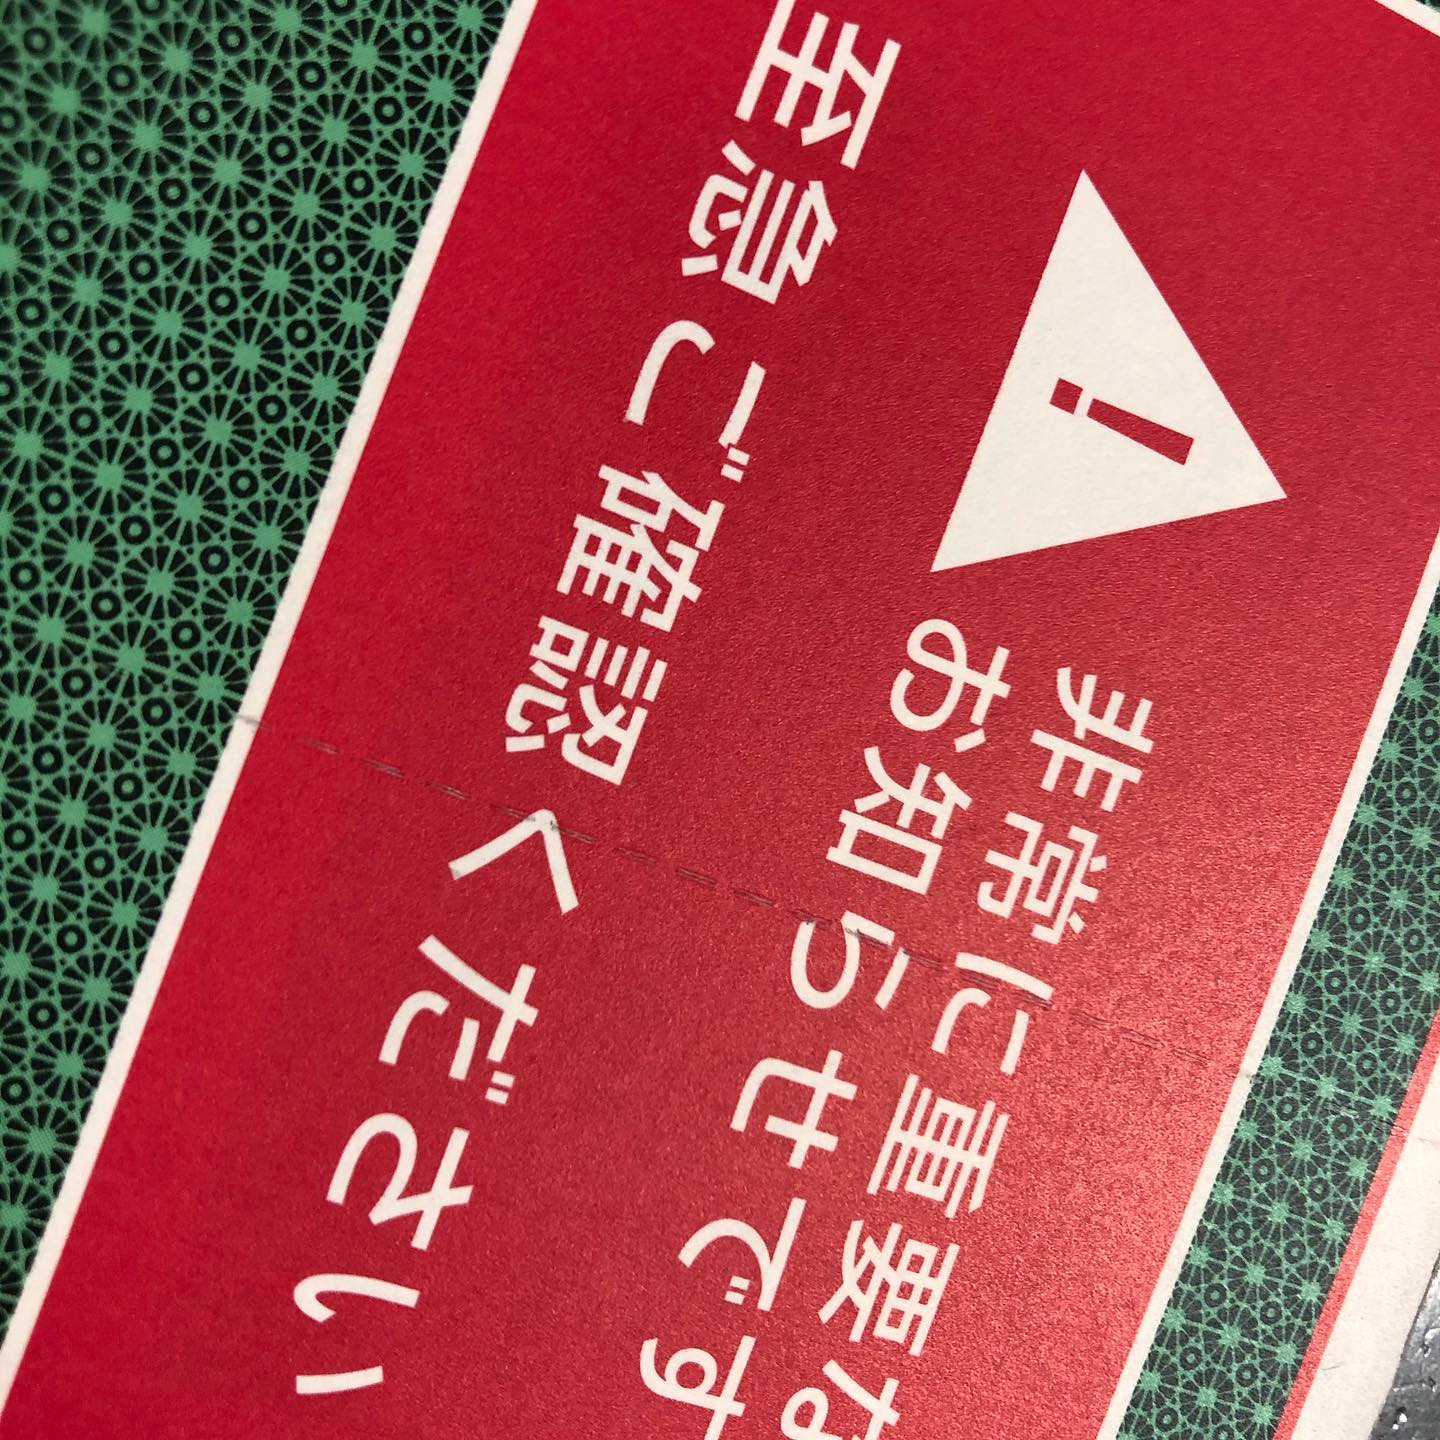 !
非常に重要な
お知らせです
至急ご確認ください